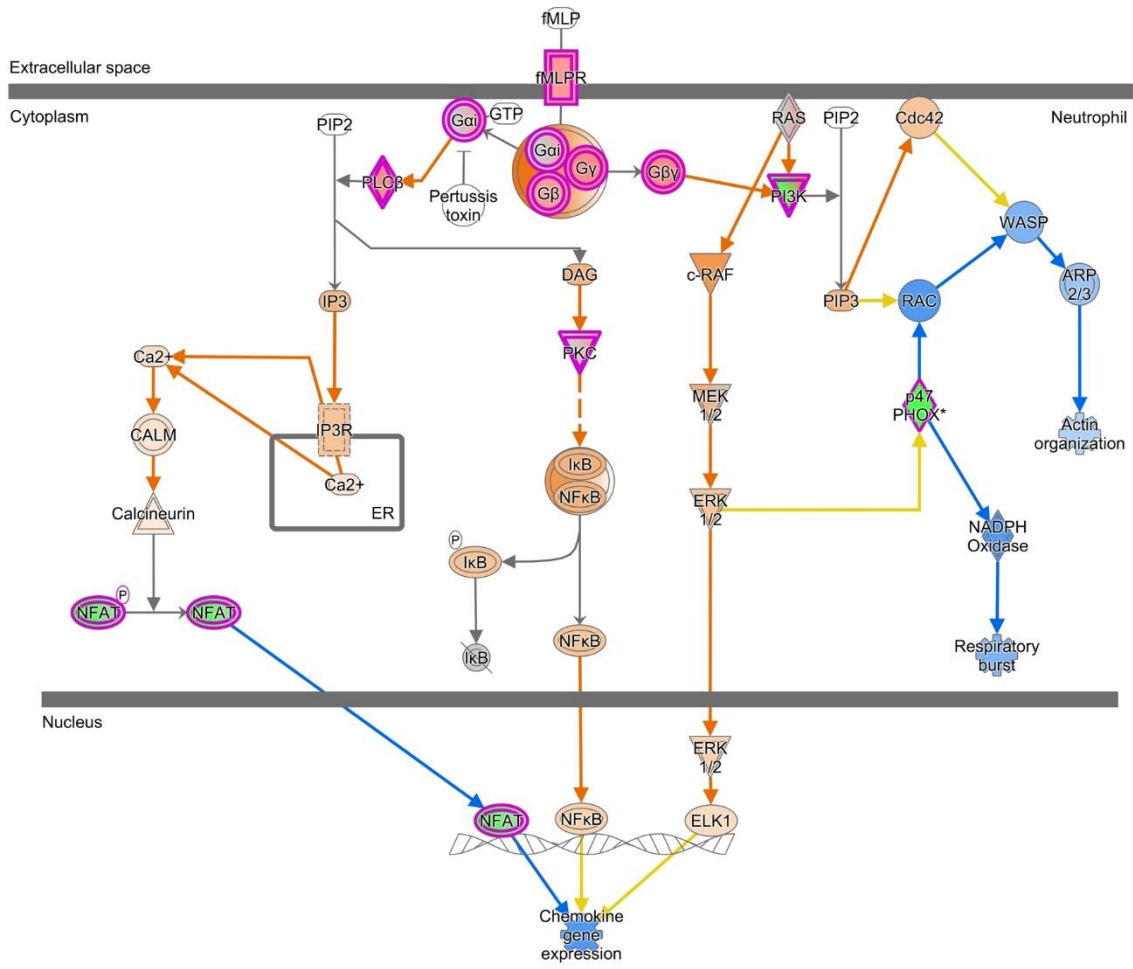 fMLP
Extracellular space
fMLPR
Cytoplasm
Neutrophil
PIP2
Gαi
GTP
Gαi
Gγ
Gβ
Gβγ
RAS
PIP2
Cdc42
PLCβ
Pertussis
toxin
PI3K
WASP
DAG
c-RAF
ARP
2/3
IP3
PIP3
RAC
Ca2+
PKC
MEK
1/2
p47
PHOX*
CALM
IP3R
Actin
organization
IκB
NFκB
Ca2+
ER
Calcineurin
ERK
1/2
NADPH
Oxidase
P
IκB
NFAT
P
NFAT
NFκB
IκB
Respiratory
burst
Nucleus
ERK
1/2
NFAT
NFκB
ELK1
Chemokine
gene
expression